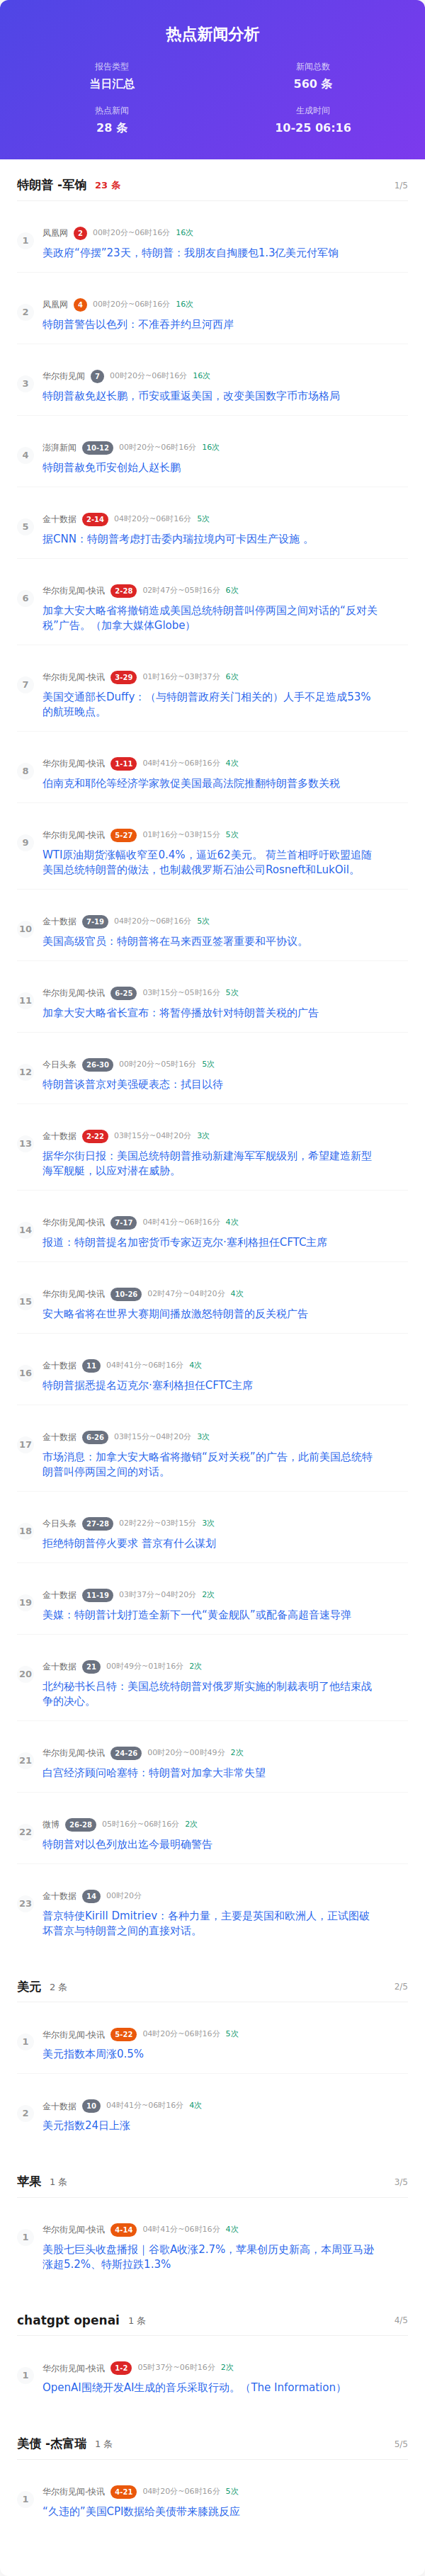 热点新闻分析
报告类型
新闻总数
当日汇总
560 条
热点新闻
生成时间
28 条
10-25 06:16
特朗普 -军饷 23 条 1/5
1
凤凰网 2 00时20分~06时16分 16次
美政府“停摆”23天，特朗普：我朋友自掏腰包1.3亿美元付军饷
2
凤凰网 4 00时20分~06时16分 16次
特朗普警告以色列：不准吞并约旦河西岸
3
华尔街见闻 7 00时20分~06时16分 16次
特朗普赦免赵长鹏，币安或重返美国，改变美国数字币市场格局
4
澎湃新闻 10-12 00时20分~06时16分 16次
特朗普赦免币安创始人赵长鹏
5
金十数据 2-14 04时20分~06时16分 5次
据CNN：特朗普考虑打击委内瑞拉境内可卡因生产设施 。
6
华尔街见闻-快讯 2-28 02时47分~05时16分 6次
加拿大安大略省将撤销造成美国总统特朗普叫停两国之间对话的“反对关
税”广告。（加拿大媒体Globe）
7
华尔街见闻-快讯 3-29 01时16分~03时37分 6次
美国交通部长Duffy：（与特朗普政府关门相关的）人手不足造成53%
的航班晚点。
8
华尔街见闻-快讯 1-11 04时41分~06时16分 4次
伯南克和耶伦等经济学家敦促美国最高法院推翻特朗普多数关税
9
华尔街见闻-快讯 5-27 01时16分~03时15分 5次
WTI原油期货涨幅收窄至0.4%，逼近62美元。 荷兰首相呼吁欧盟追随
美国总统特朗普的做法，也制裁俄罗斯石油公司Rosneft和LukOil。
10
金十数据 7-19 04时20分~06时16分 5次
美国高级官员：特朗普将在马来西亚签署重要和平协议。
11
华尔街见闻-快讯 6-25 03时15分~05时16分 5次
加拿大安大略省长宣布：将暂停播放针对特朗普关税的广告
12
今日头条 26-30 00时20分~05时16分 5次
特朗普谈普京对美强硬表态：拭目以待
13
金十数据 2-22 03时15分~04时20分 3次
据华尔街日报：美国总统特朗普推动新建海军军舰级别，希望建造新型
海军舰艇，以应对潜在威胁。
14
华尔街见闻-快讯 7-17 04时41分~06时16分 4次
报道：特朗普提名加密货币专家迈克尔·塞利格担任CFTC主席
15
华尔街见闻-快讯 10-26 02时47分~04时20分 4次
安大略省将在世界大赛期间播放激怒特朗普的反关税广告
16
金十数据 11 04时41分~06时16分 4次
特朗普据悉提名迈克尔·塞利格担任CFTC主席
17
金十数据 6-26 03时15分~04时20分 3次
市场消息：加拿大安大略省将撤销“反对关税”的广告，此前美国总统特
朗普叫停两国之间的对话。
18
今日头条 27-28 02时22分~03时15分 3次
拒绝特朗普停火要求 普京有什么谋划
19
金十数据 11-19 03时37分~04时20分 2次
美媒：特朗普计划打造全新下一代“黄金舰队”或配备高超音速导弹
20
金十数据 21 00时49分~01时16分 2次
北约秘书长吕特：美国总统特朗普对俄罗斯实施的制裁表明了他结束战
争的决心。
21
华尔街见闻-快讯 24-26 00时20分~00时49分 2次
白宫经济顾问哈塞特：特朗普对加拿大非常失望
22
微博 26-28 05时16分~06时16分 2次
特朗普对以色列放出迄今最明确警告
23
金十数据 14 00时20分
普京特使Kirill Dmitriev：各种力量，主要是英国和欧洲人，正试图破
坏普京与特朗普之间的直接对话。
美元 2 条 2/5
1
华尔街见闻-快讯 5-22 04时20分~06时16分 5次
美元指数本周涨0.5%
2
金十数据 10 04时41分~06时16分 4次
美元指数24日上涨
苹果 1 条 3/5
1
华尔街见闻-快讯 4-14 04时41分~06时16分 4次
美股七巨头收盘播报｜谷歌A收涨2.7%，苹果创历史新高，本周亚马逊
涨超5.2%、特斯拉跌1.3%
chatgpt openai 1 条 4/5
1
华尔街见闻-快讯 1-2 05时37分~06时16分 2次
OpenAI围绕开发AI生成的音乐采取行动。（The Information）
美债 -杰富瑞 1 条 5/5
1
华尔街见闻-快讯 4-21 04时20分~06时16分 5次
“久违的”美国CPI数据给美债带来膝跳反应